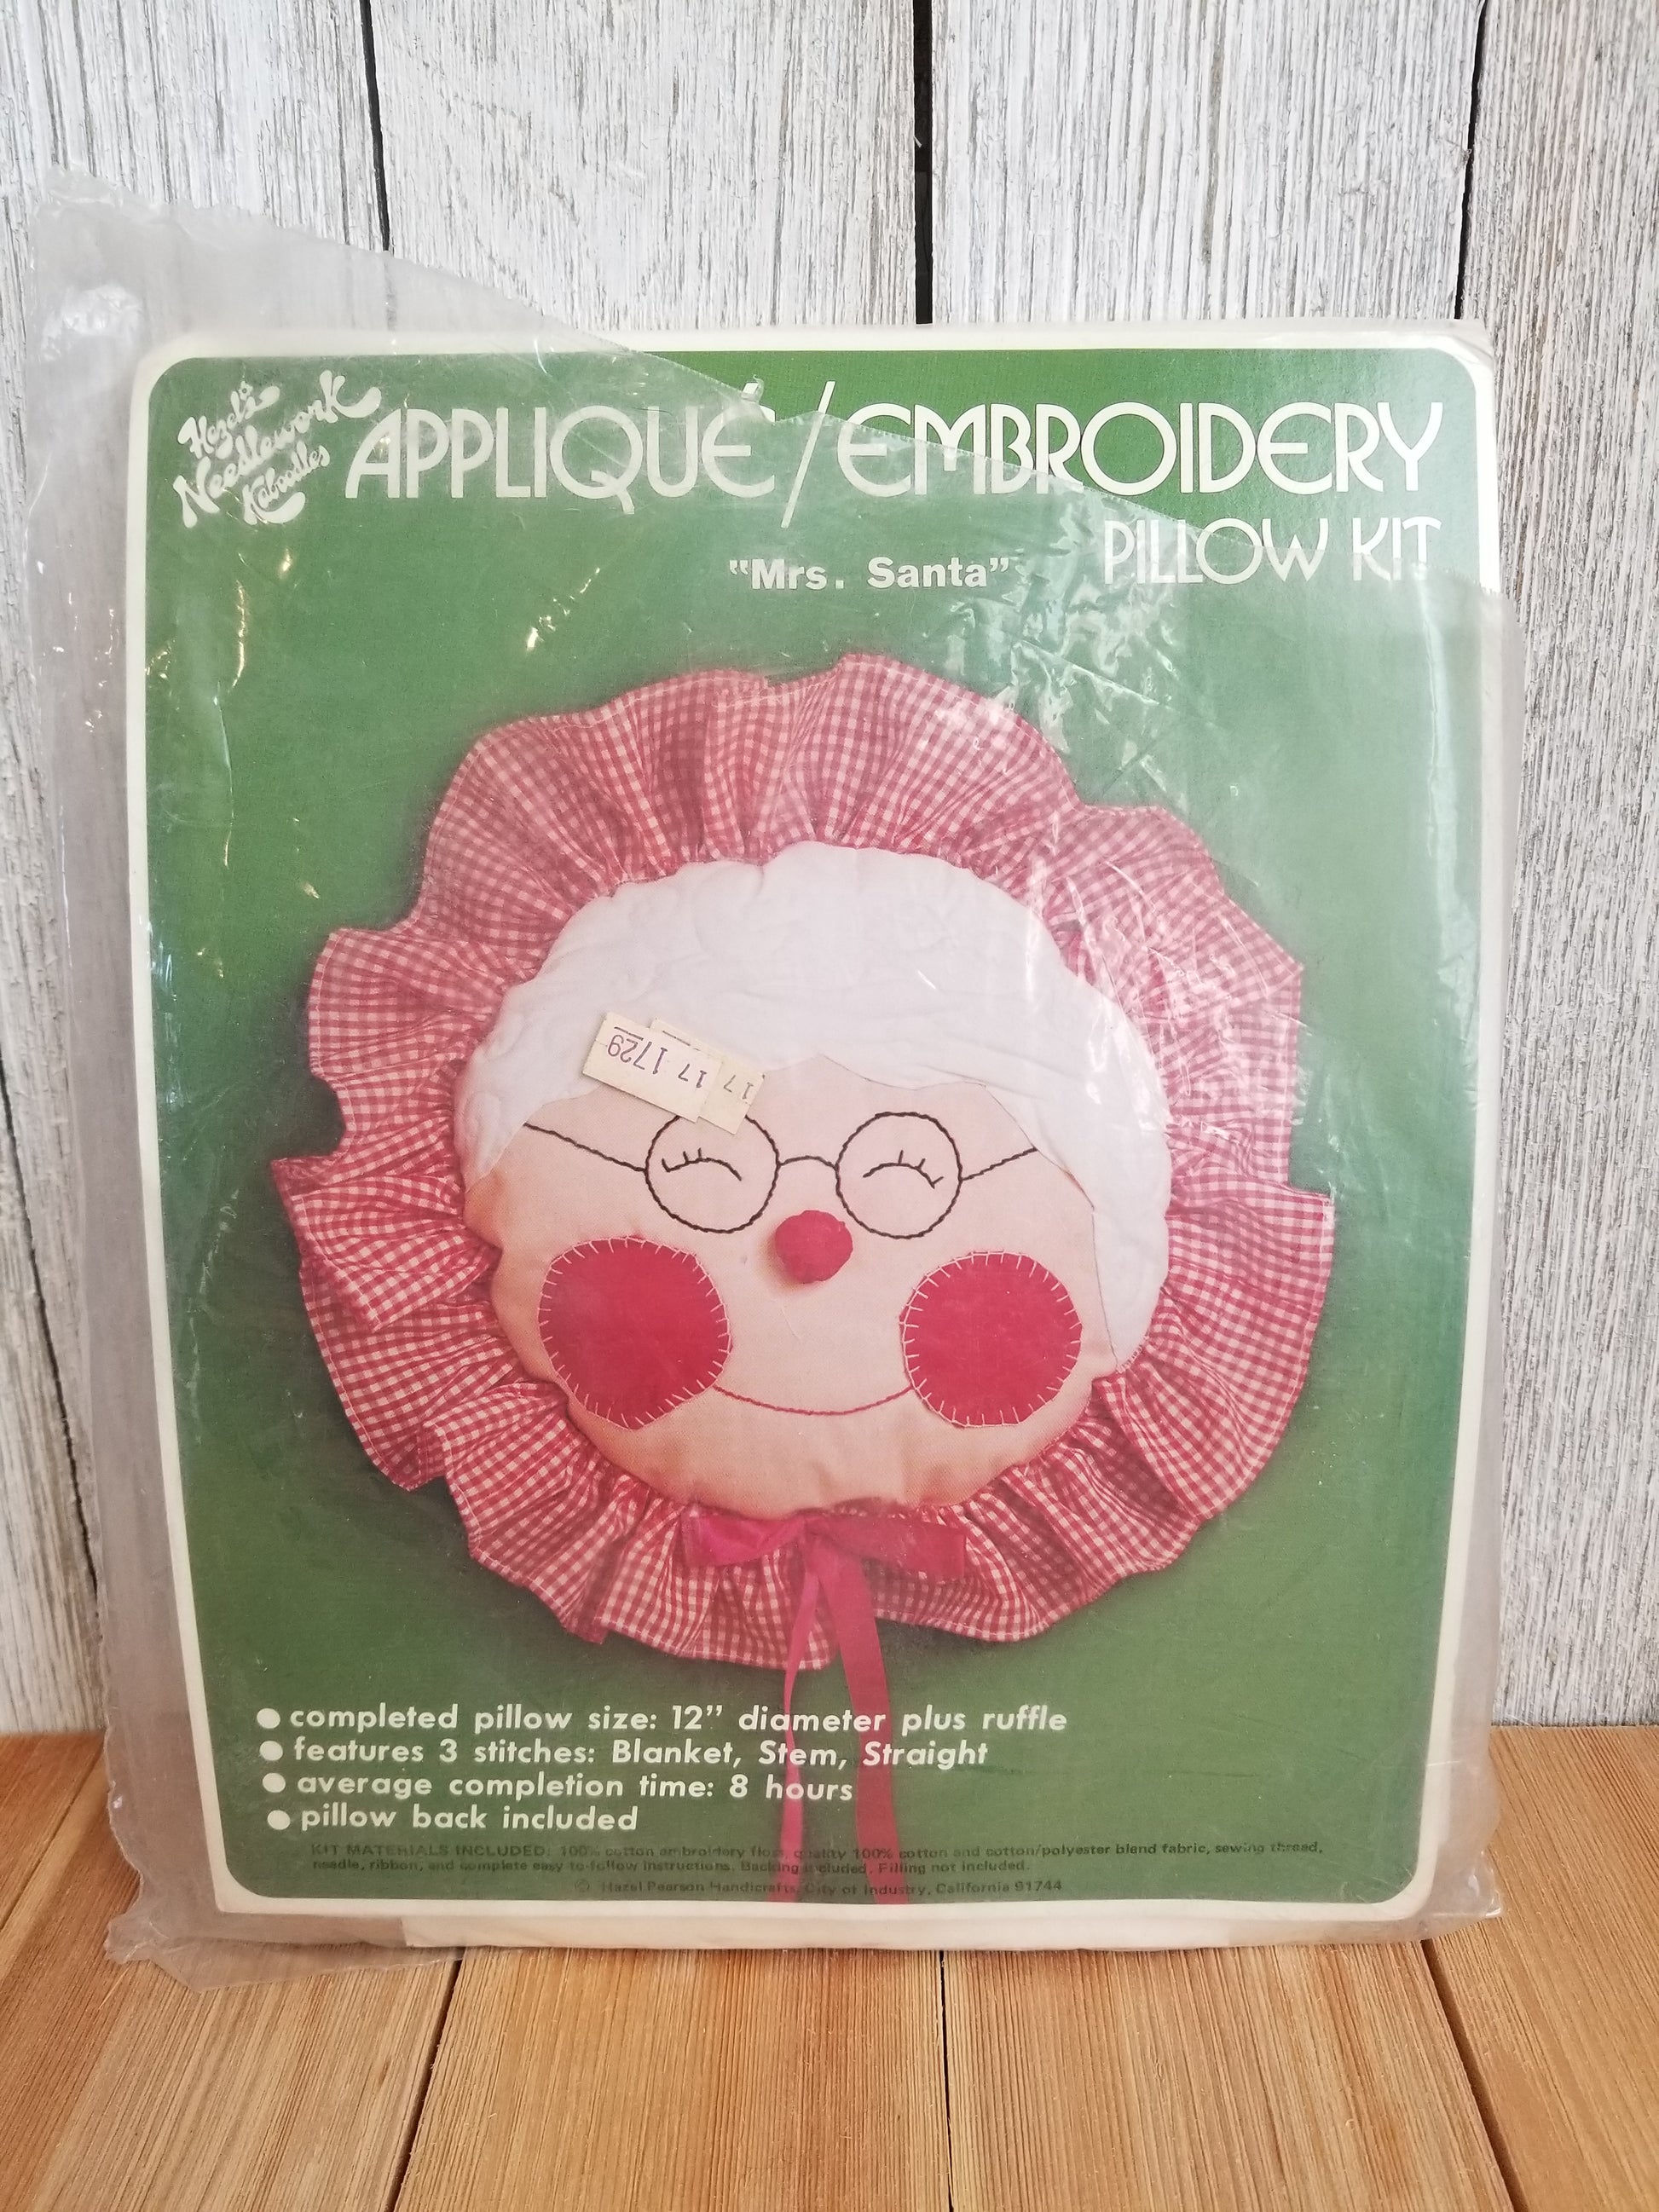 Hazel's
Needlework
Kaboodles
APPLIQUÉ/EMBROIDERY
PILLOW KIT
"Mrs. Santa"
1729
17
17
● completed pillow size: 12" diameter plus ruffle
● features 3 stitches: Blanket, Stem, Straight
● average completion time: 8 hours
● pillow back included
KIT MATERIALS INCLUDED: 100% cotton embroidery floss, quality 100% cotton and cotton/polyester blend fabric, sewing thread,
needle, ribbon, and complete easy-to-follow instructions. Backing included. Filling not included.
© Hazel Pearson Handicrafts, City of Industry, California 91744